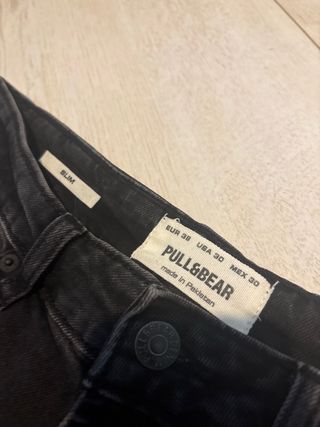 SLIM
EUR 38 USA 30 MEX 30
PULL&BEAR
made in Pakistan